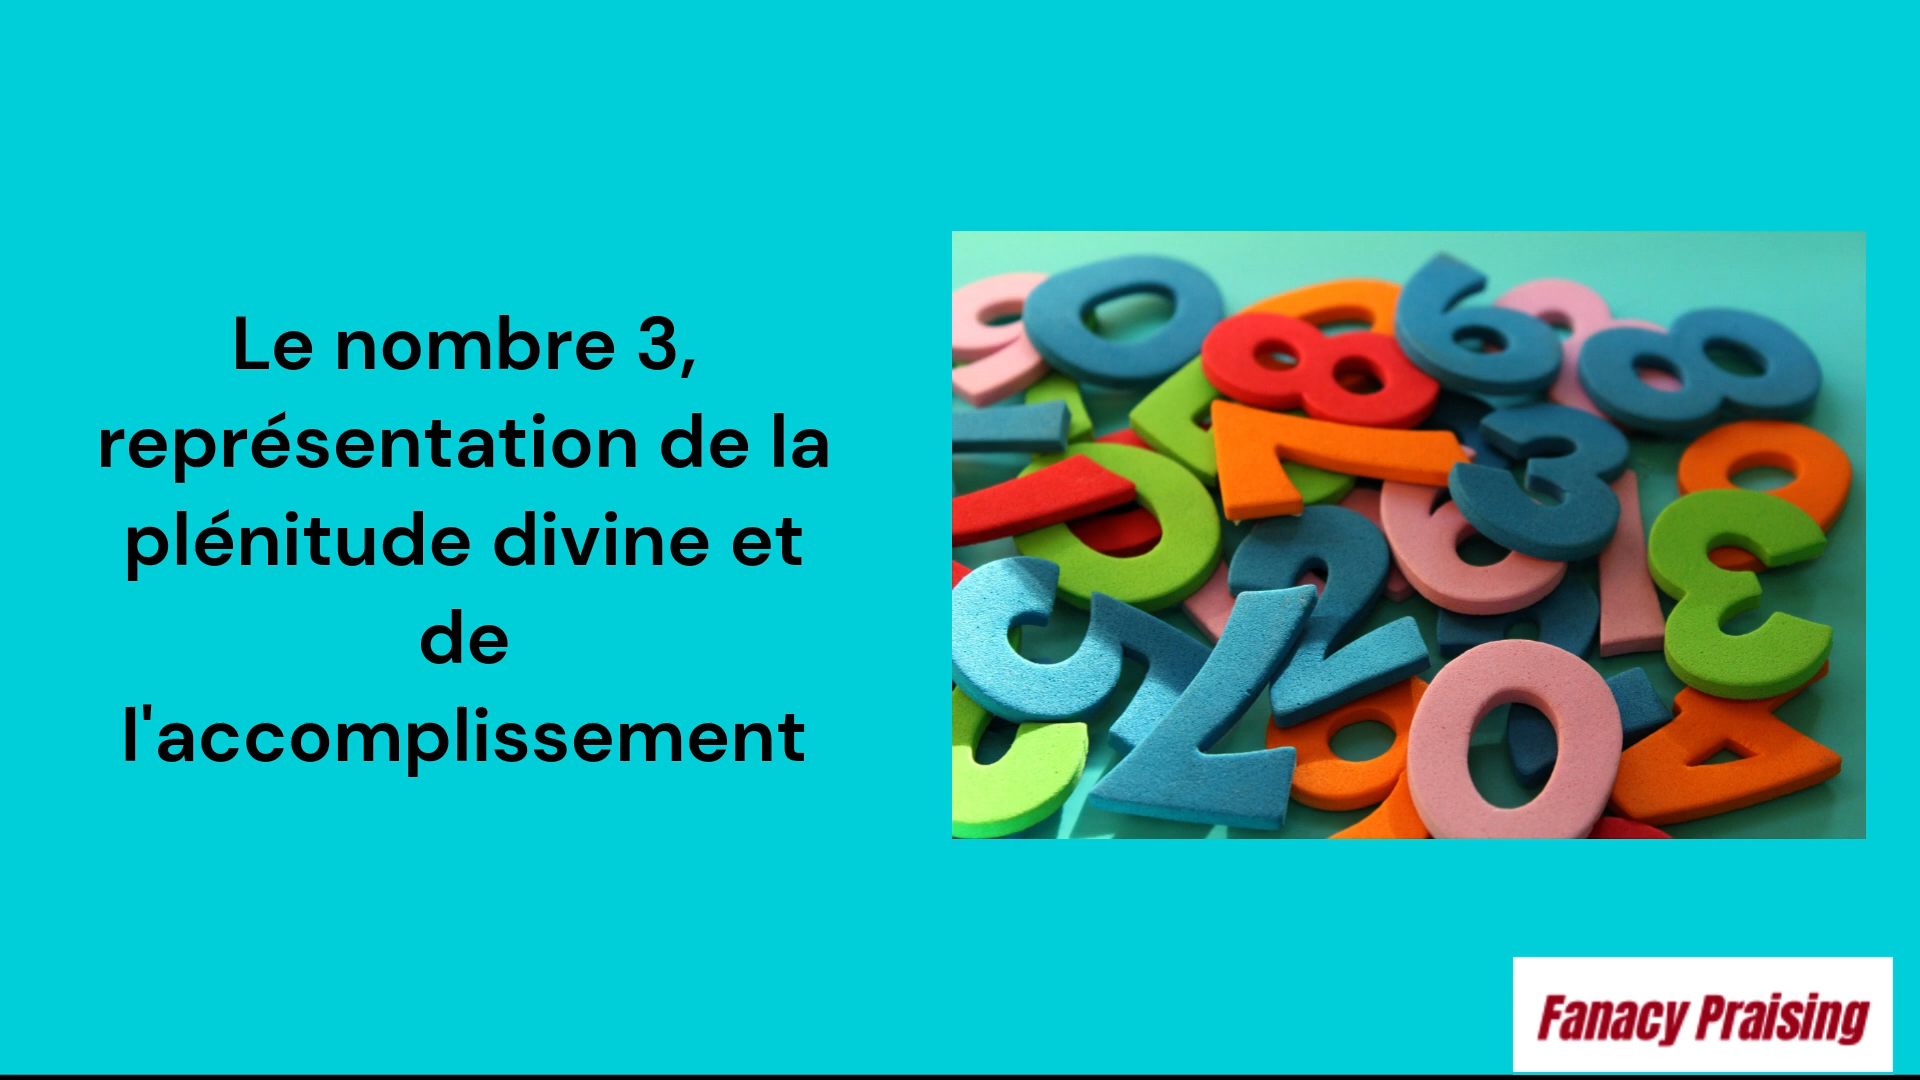 Le nombre 3,
représentation de la
plénitude divine et
de
l'accomplissement
Fanacy Praising